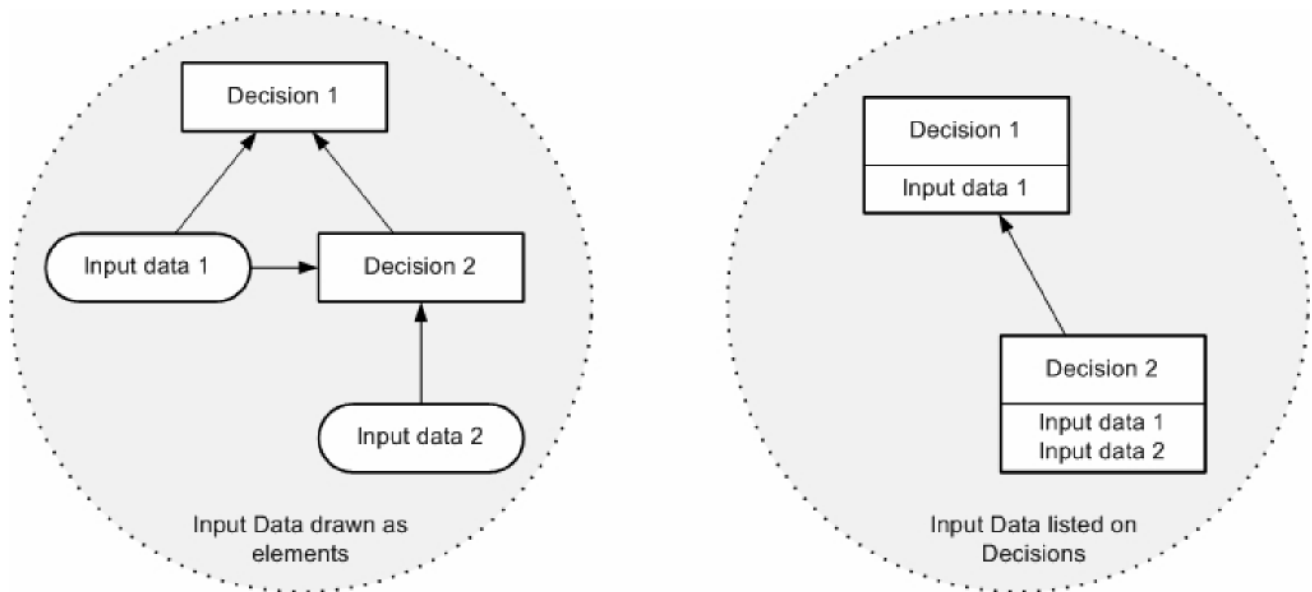 Decision 1
Input data 1
Decision 2
Input data 2
Input Data drawn as
elements
Decision 1
Input data 1
Decision 2
Input data 1
Input data 2
Input Data listed on
Decisions